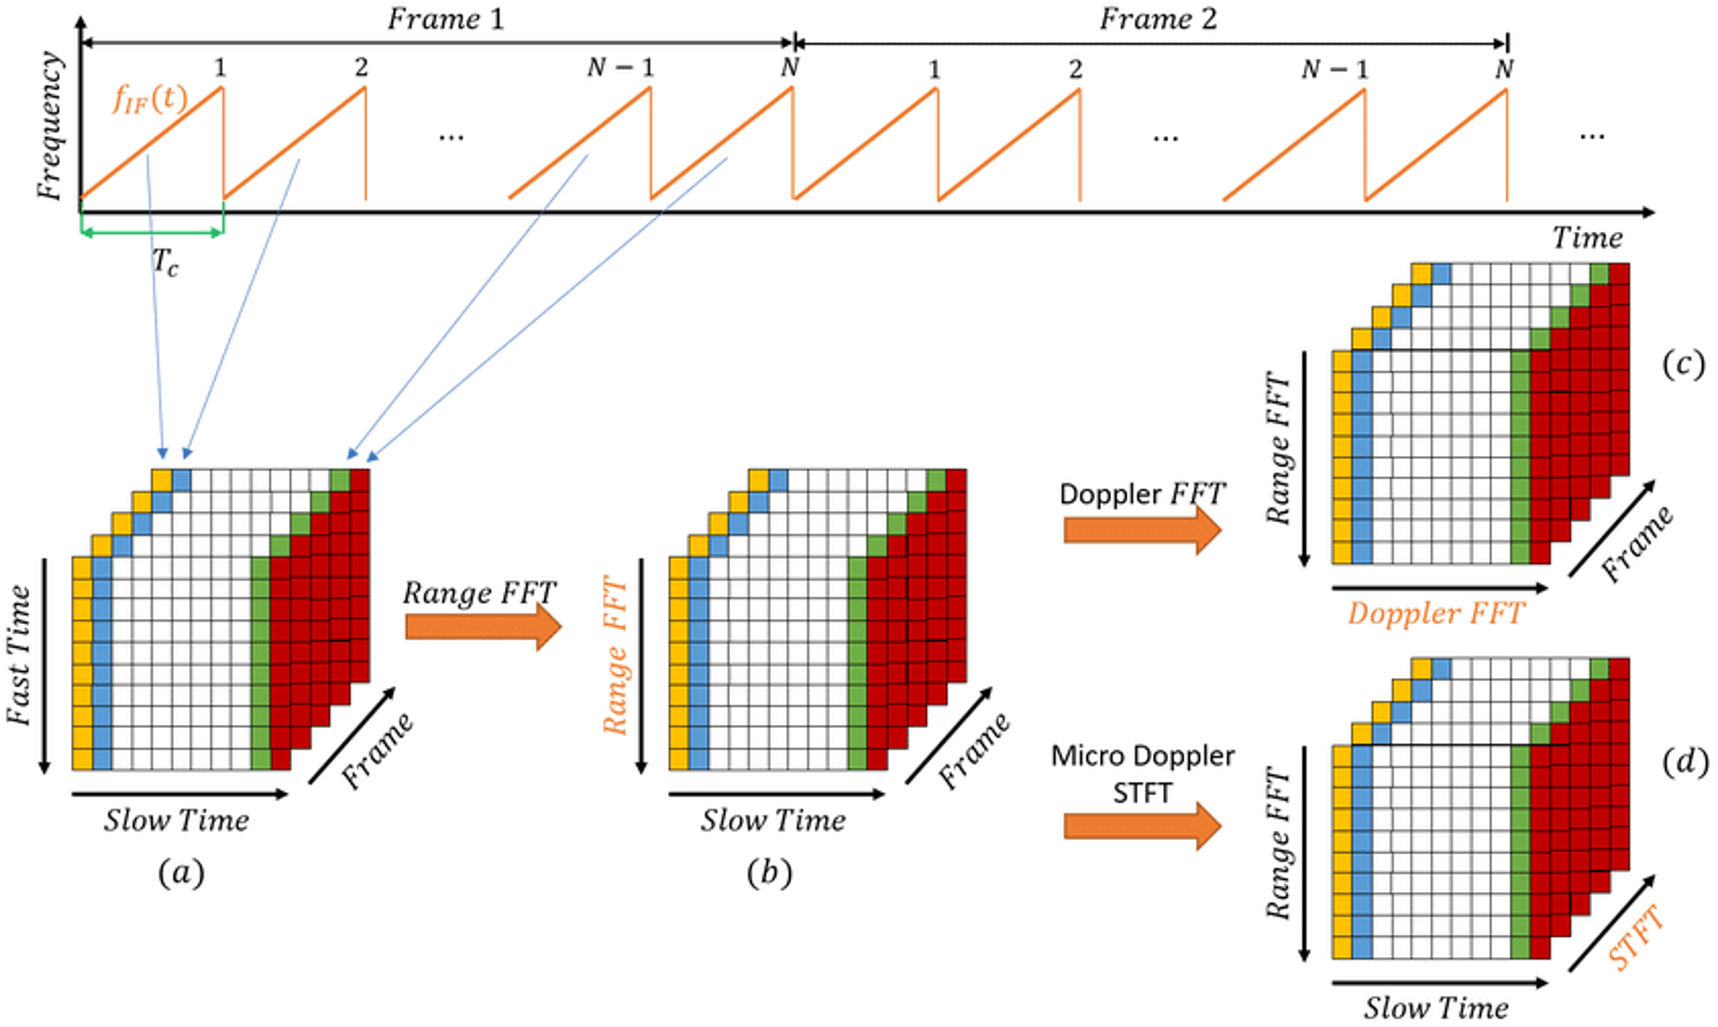 Frame 1
Frame 2
Frequency
1
2
N − 1
N
1
2
N − 1
N
f_IF(t)
...
...
...
T_c
Time
Fast Time
Slow Time
Frame
(a)
Range FFT
Range FFT
Slow Time
Frame
(b)
Doppler FFT
Range FFT
Doppler FFT
Frame
(c)
Micro Doppler
STFT
Range FFT
Slow Time
STFT
(d)